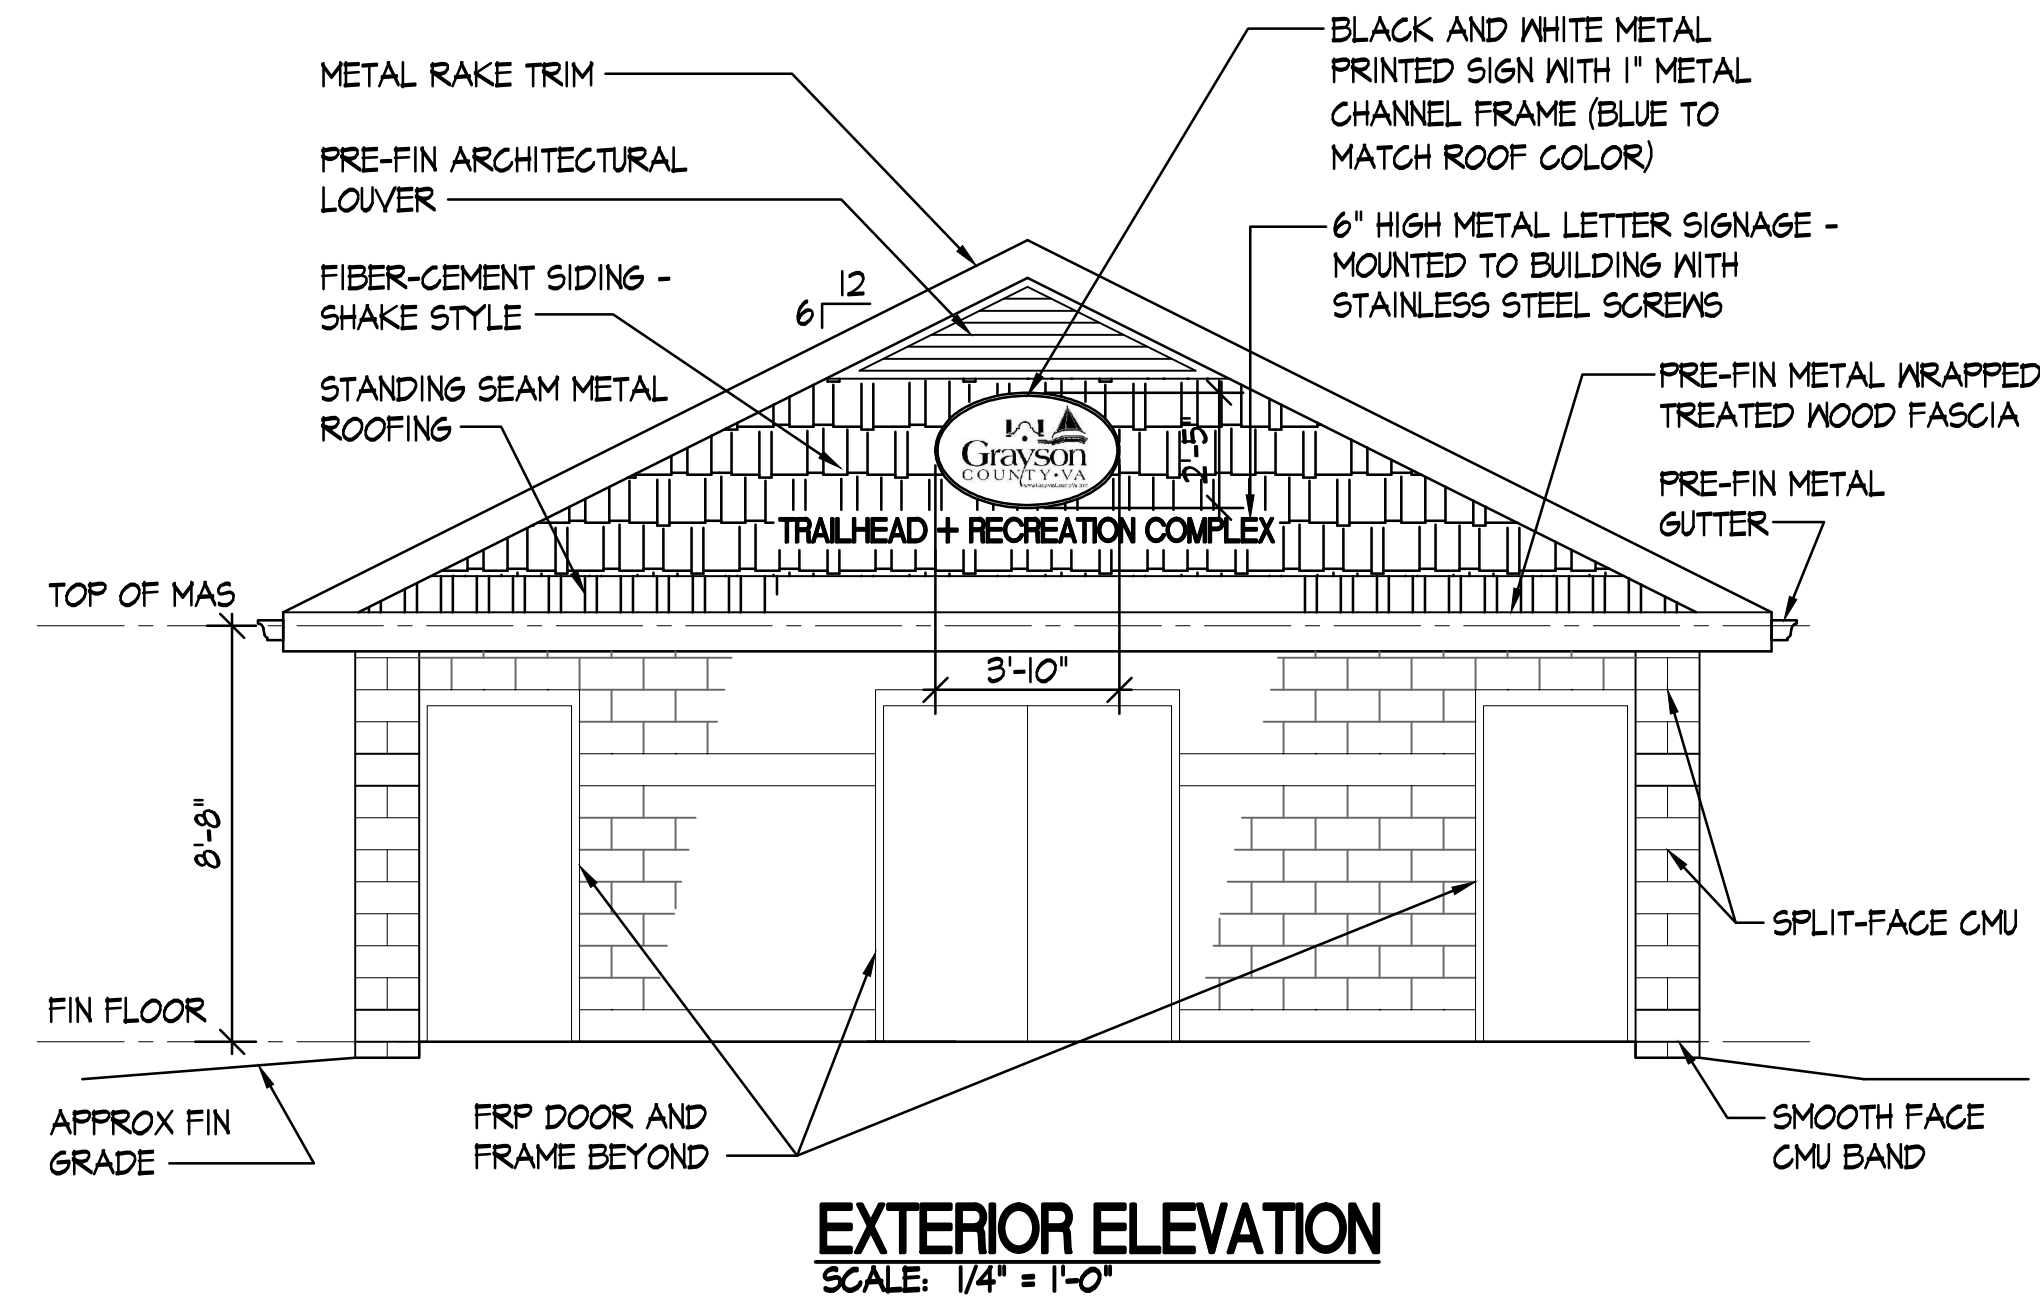 METAL RAKE TRIM
PRE-FIN ARCHITECTURAL
LOUVER
FIBER-CEMENT SIDING -
SHAKE STYLE
STANDING SEAM METAL
ROOFING
6
12
BLACK AND WHITE METAL
PRINTED SIGN WITH 1" METAL
CHANNEL FRAME (BLUE TO
MATCH ROOF COLOR)
6" HIGH METAL LETTER SIGNAGE -
MOUNTED TO BUILDING WITH
STAINLESS STEEL SCREWS
PRE-FIN METAL WRAPPED
TREATED WOOD FASCIA
PRE-FIN METAL
GUTTER
Grayson
COUNTY·VA
2'-5"
TRAILHEAD + RECREATION COMPLEX
TOP OF MAS
3'-10"
8'-8"
FIN FLOOR
APPROX FIN
GRADE
FRP DOOR AND
FRAME BEYOND
SPLIT-FACE CMU
SMOOTH FACE
CMU BAND
EXTERIOR ELEVATION
SCALE: 1/4" = 1'-0"